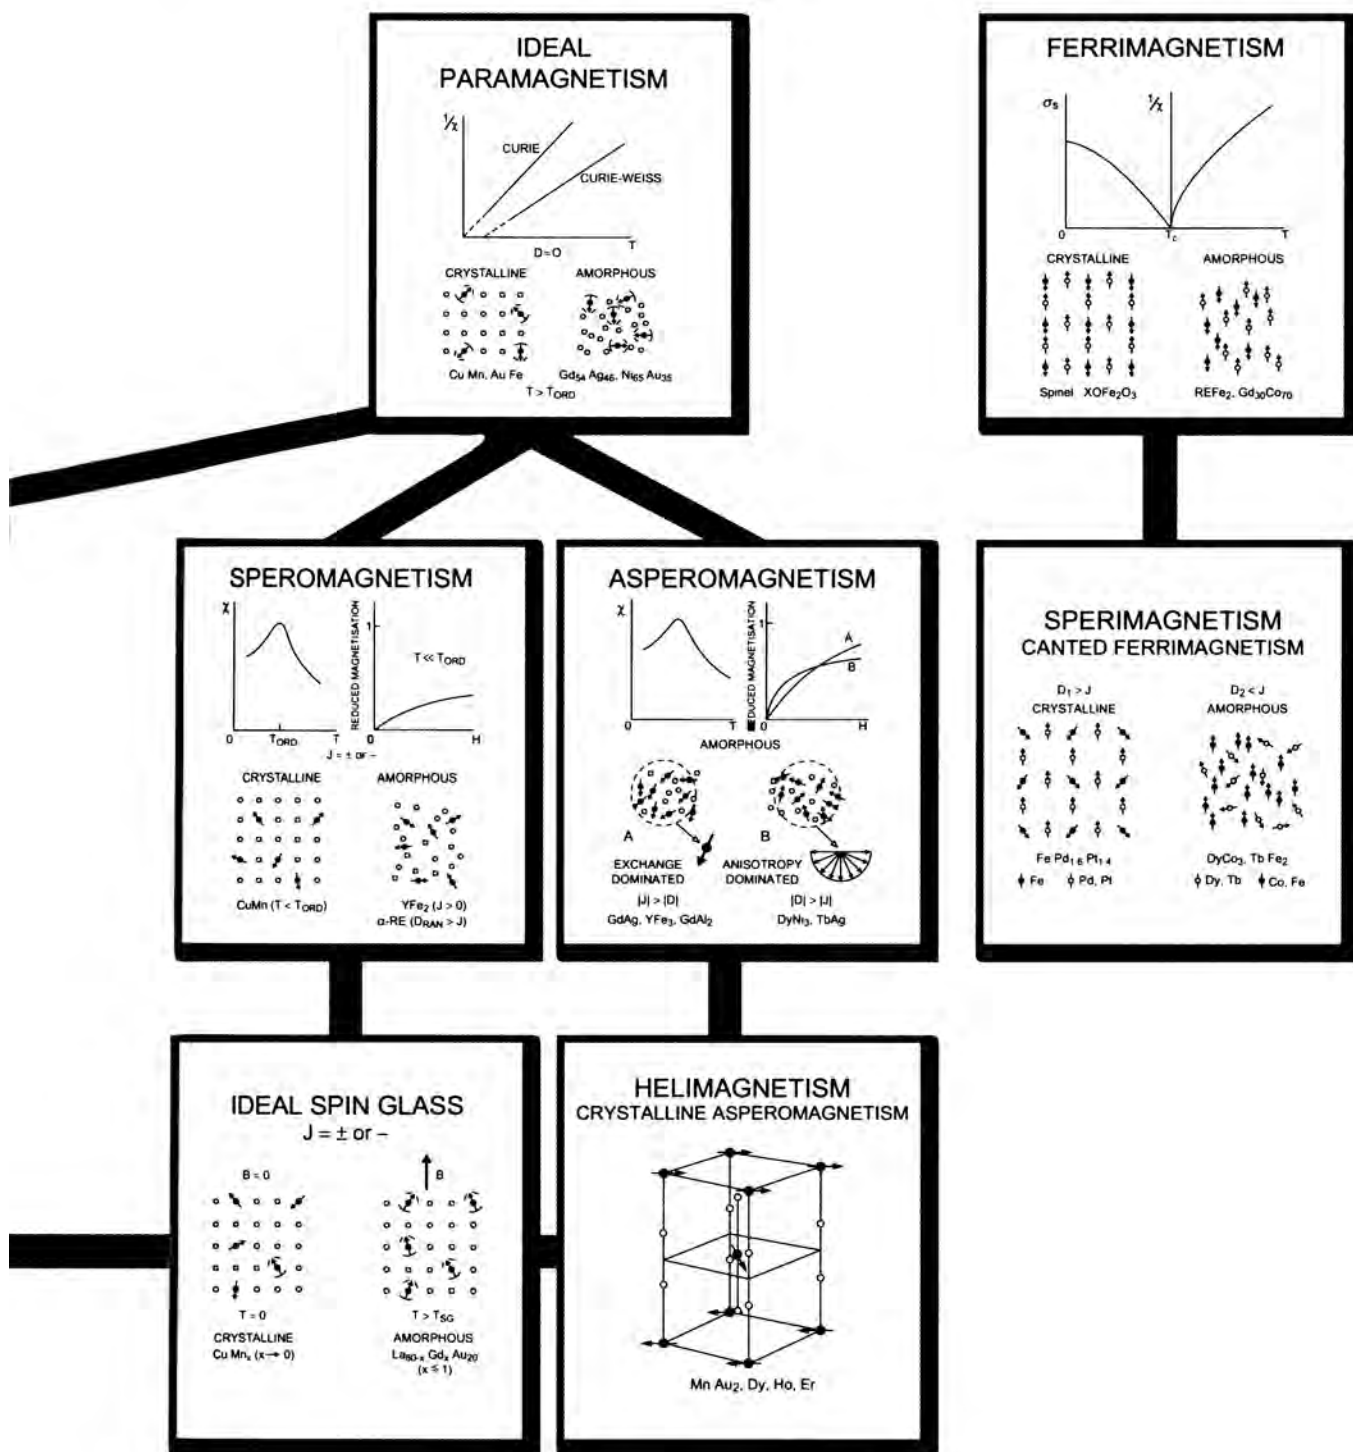 IDEAL
PARAMAGNETISM
1/χ
CURIE
CURIE-WEISS
D=O
T
CRYSTALLINE
AMORPHOUS
Cu Mn, Au Fe
Gd54 Ag46, Ni65 Au35
T > TORD
FERRIMAGNETISM
σs
1/χ
0
Tc
T
CRYSTALLINE
AMORPHOUS
Spinel XOFe2O3
REFe2, Gd30Co70
SPEROMAGNETISM
χ
REDUCED MAGNETISATION
1
T ≪ TORD
0
TORD
T
0
H
J = ± or -
CRYSTALLINE
AMORPHOUS
CuMn (T < TORD)
YFe2 (J > 0)
α-RE (DRAN > J)
ASPEROMAGNETISM
χ
REDUCED MAGNETISATION
1
A
B
0
T
0
H
AMORPHOUS
A
B
EXCHANGE
DOMINATED
ANISOTROPY
DOMINATED
|J| > |D|
|D| > |J|
GdAg, YFe3, GdAl2
DyNi3, TbAg
SPERIMAGNETISM
CANTED FERRIMAGNETISM
D1 > J
D2 < J
CRYSTALLINE
AMORPHOUS
Fe Pd1.6 Pt1.4
DyCo3, Tb Fe2
Fe
Pd, Pt
Dy, Tb
Co, Fe
IDEAL SPIN GLASS
J = ± or –
B = 0
B
T = 0
T > TSG
CRYSTALLINE
AMORPHOUS
Cu Mnx (x → 0)
La80-x Gdx Au20
(x ≤ 1)
HELIMAGNETISM
CRYSTALLINE ASPEROMAGNETISM
Mn Au2, Dy, Ho, Er